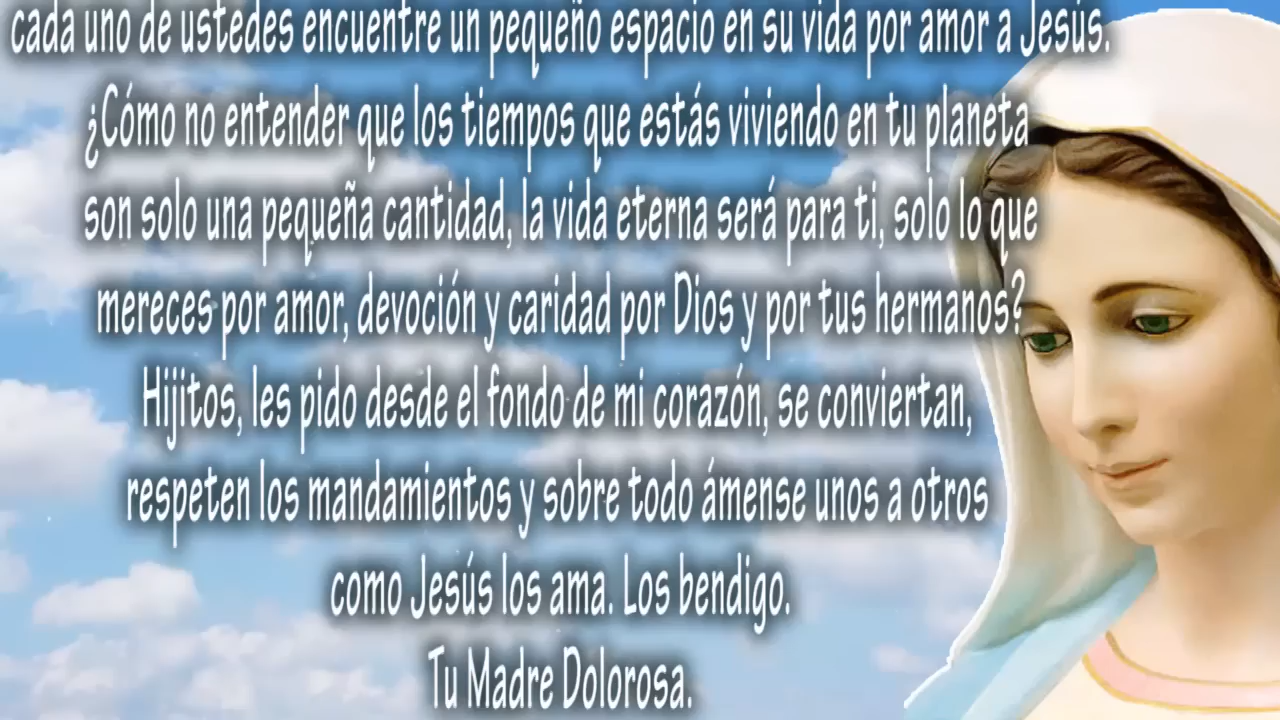 cada uno de ustedes encuentre un pequeño espacio en su vida por amor a Jesús.
¿Cómo no entender que los tiempos que estás viviendo en tu planeta
son solo una pequeña cantidad, la vida eterna será para ti, solo lo que
mereces por amor, devoción y caridad por Dios y por tus hermanos?
Hijitos, les pido desde el fondo de mi corazón, se conviertan,
respeten los mandamientos y sobre todo ámense unos a otros
como Jesús los ama. Los bendigo.
Tu Madre Dolorosa.